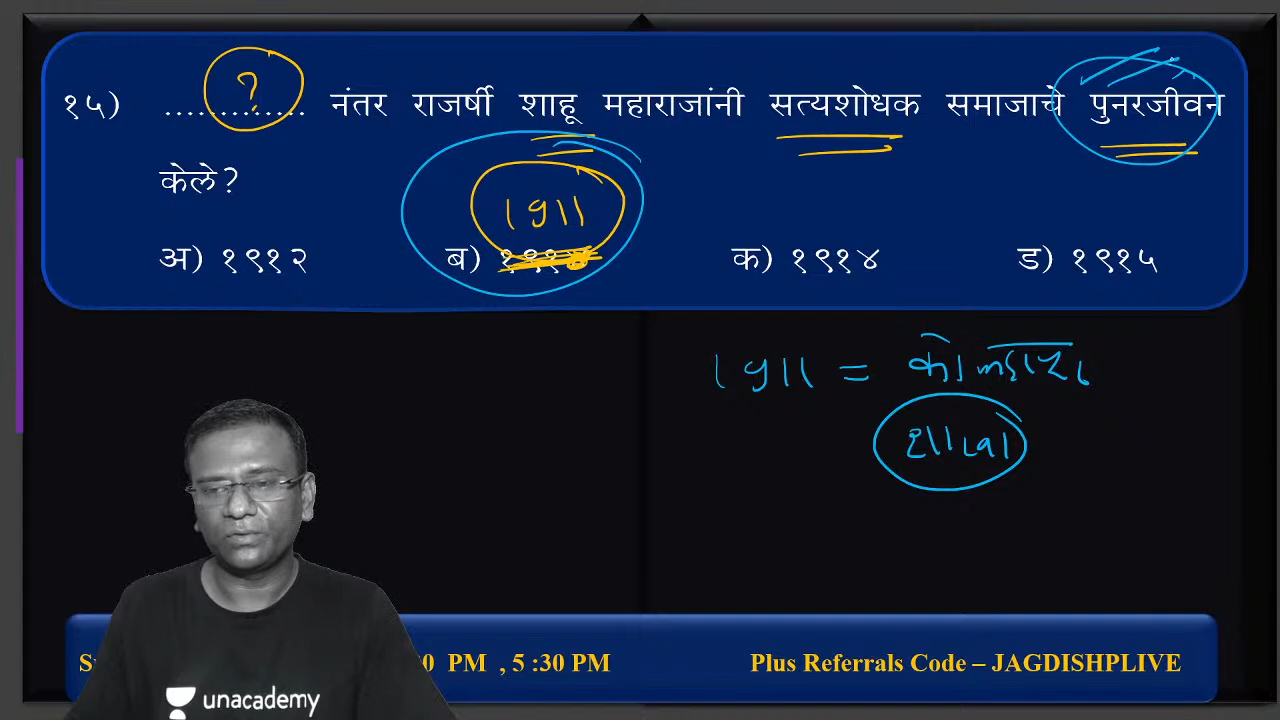 १५) ............. नंतर राजर्षी शाहू महाराजांनी सत्यशोधक समाजाचे पुनरजीवन
?
केले?
1911
अ) १९१२ ब) क) १९१४ ड) १९१५
1911 = कोल्हापूर
शाखा
PM , 5 :30 PM Plus Referrals Code – JAGDISHPLIVE
unacademy